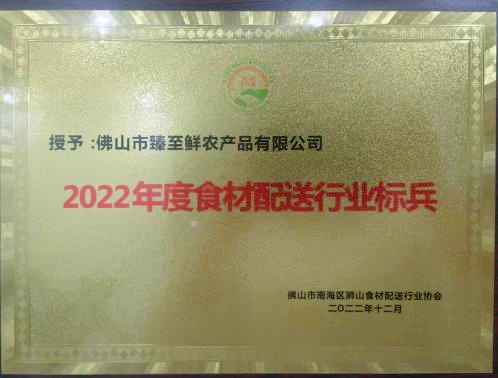 授予:佛山市臻至鲜农产品有限公司
2022年度食材配送行业标兵
佛山市南海区狮山食材配送行业协会
二〇二二年十二月